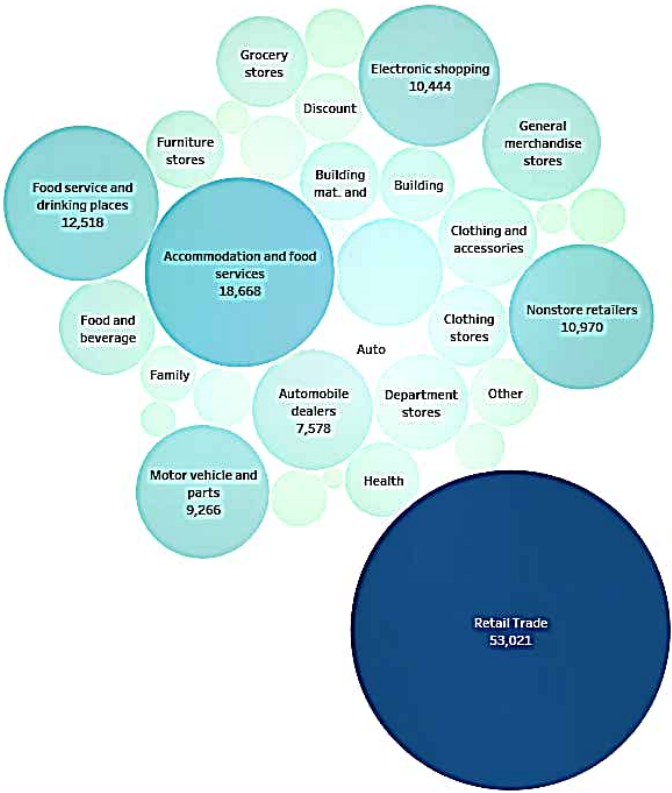 Grocery
stores
Electronic shopping
10,444
Discount
General
merchandise
stores
Furniture
stores
Building
mat. and
Building
Food service and
drinking places
12,518
Clothing and
accessories
Accommodation and food
services
18,668
Nonstore retailers
10,970
Food and
beverage
Clothing
stores
Auto
Family
Automobile
dealers
7,578
Department
stores
Other
Motor vehicle and
parts
9,266
Health
Retail Trade
53,021